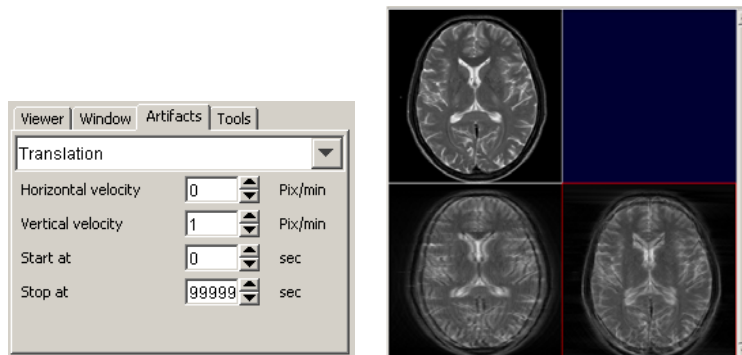 Viewer Window Artifacts Tools
Translation
Horizontal velocity 0 Pix/min
Vertical velocity 1 Pix/min
Start at 0 sec
Stop at 99999 sec